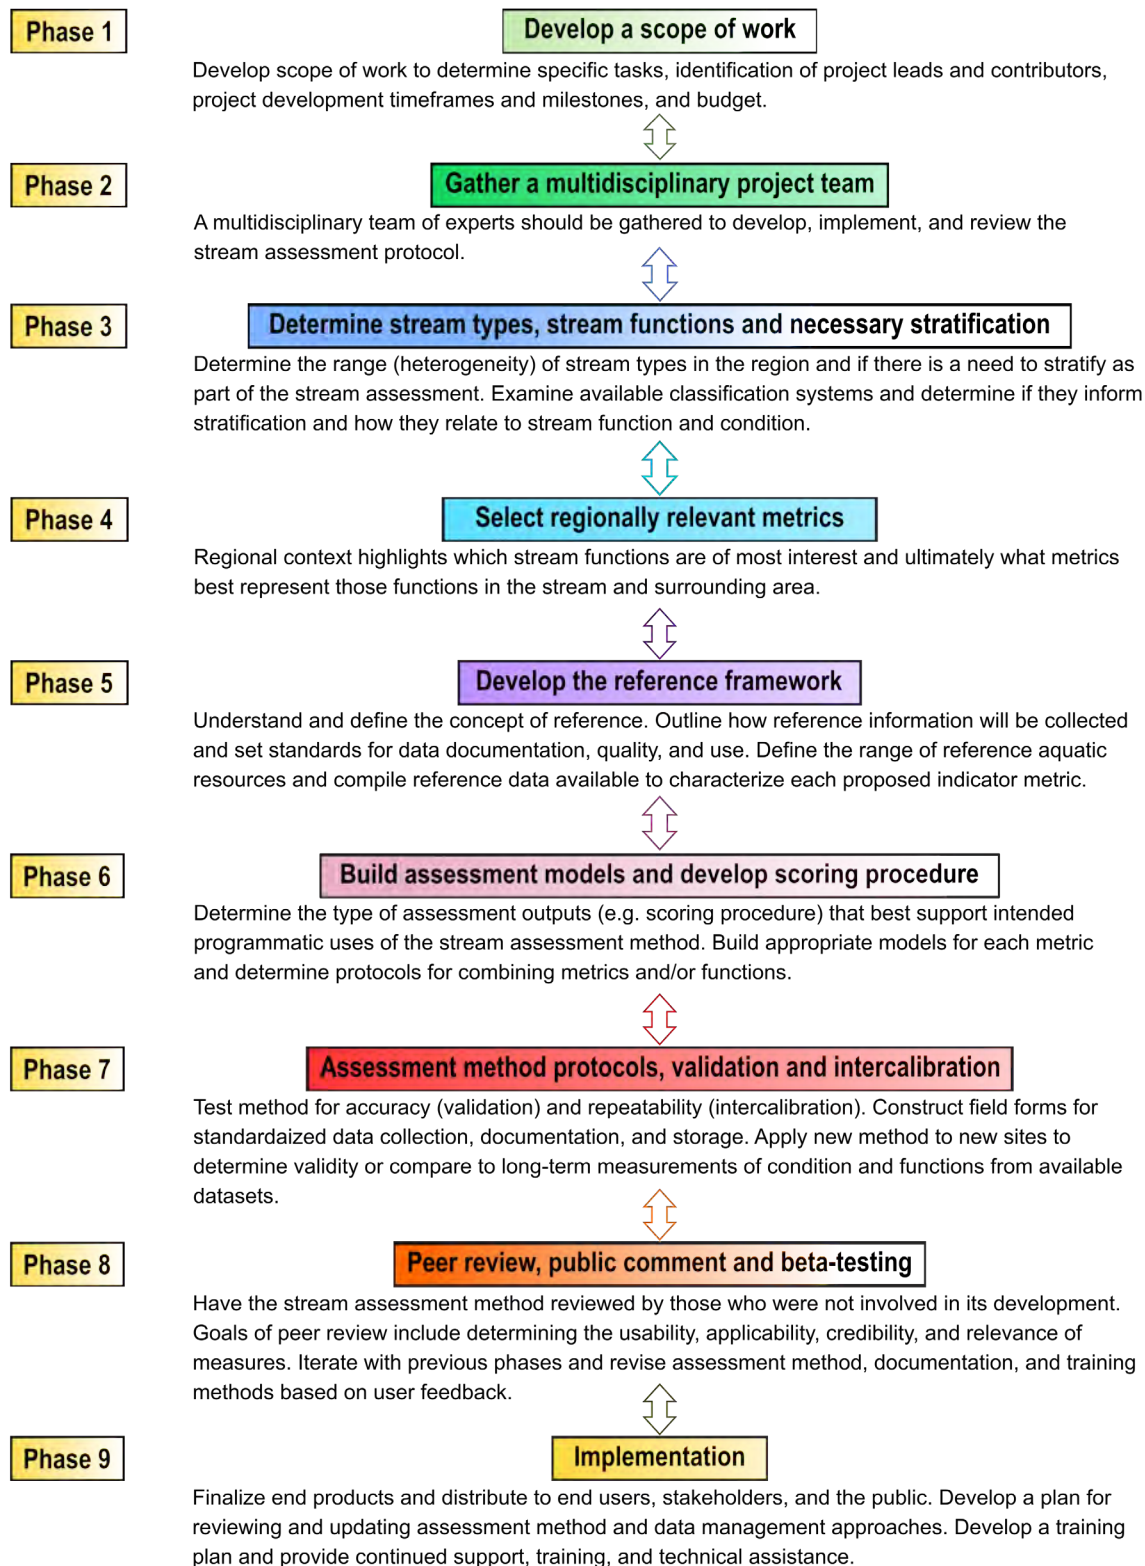 Phase 1
Develop a scope of work
Develop scope of work to determine specific tasks, identification of project leads and contributors,
project development timeframes and milestones, and budget.
Phase 2
Gather a multidisciplinary project team
A multidisciplinary team of experts should be gathered to develop, implement, and review the
stream assessment protocol.
Phase 3
Determine stream types, stream functions and necessary stratification
Determine the range (heterogeneity) of stream types in the region and if there is a need to stratify as
part of the stream assessment. Examine available classification systems and determine if they inform
stratification and how they relate to stream function and condition.
Phase 4
Select regionally relevant metrics
Regional context highlights which stream functions are of most interest and ultimately what metrics
best represent those functions in the stream and surrounding area.
Phase 5
Develop the reference framework
Understand and define the concept of reference. Outline how reference information will be collected
and set standards for data documentation, quality, and use. Define the range of reference aquatic
resources and compile reference data available to characterize each proposed indicator metric.
Phase 6
Build assessment models and develop scoring procedure
Determine the type of assessment outputs (e.g. scoring procedure) that best support intended
programmatic uses of the stream assessment method. Build appropriate models for each metric
and determine protocols for combining metrics and/or functions.
Phase 7
Assessment method protocols, validation and intercalibration
Test method for accuracy (validation) and repeatability (intercalibration). Construct field forms for
standardaized data collection, documentation, and storage. Apply new method to new sites to
determine validity or compare to long-term measurements of condition and functions from available
datasets.
Phase 8
Peer review, public comment and beta-testing
Have the stream assessment method reviewed by those who were not involved in its development.
Goals of peer review include determining the usability, applicability, credibility, and relevance of
measures. Iterate with previous phases and revise assessment method, documentation, and training
methods based on user feedback.
Phase 9
Implementation
Finalize end products and distribute to end users, stakeholders, and the public. Develop a plan for
reviewing and updating assessment method and data management approaches. Develop a training
plan and provide continued support, training, and technical assistance.